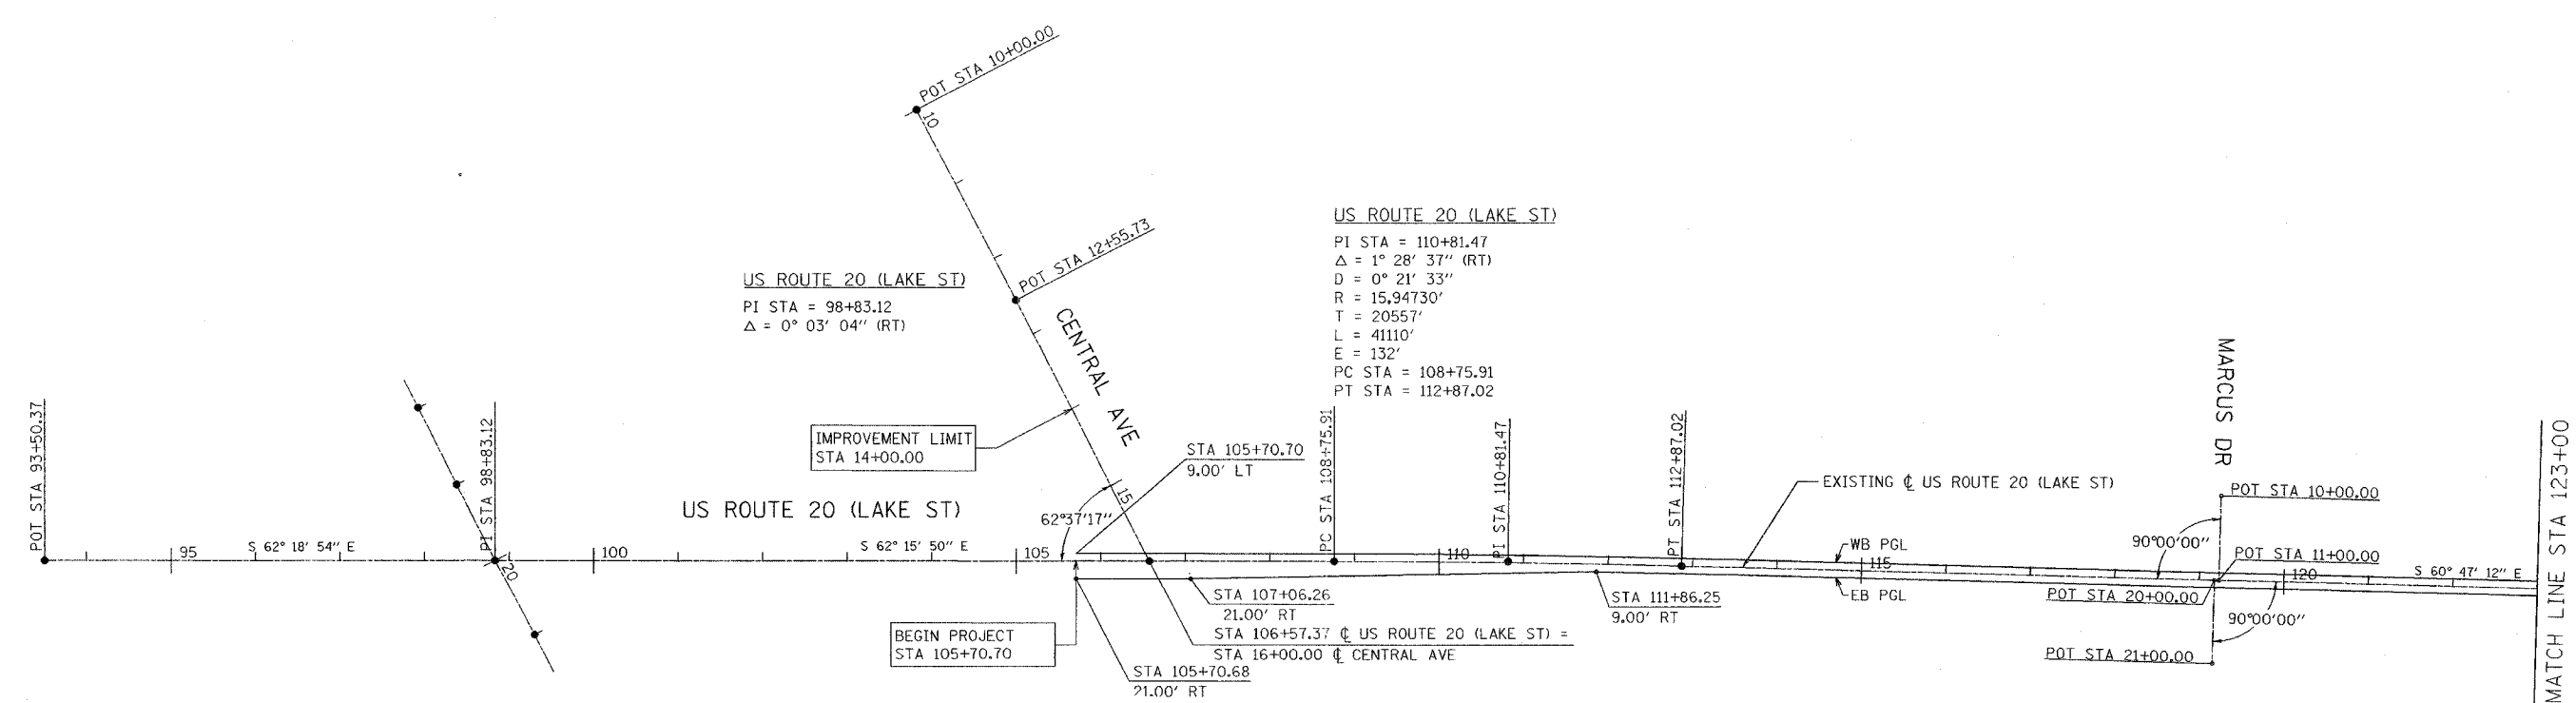 POT STA 10+00.00
10
POT STA 12+55.73
US ROUTE 20 (LAKE ST)
PI STA = 98+83.12
Δ = 0° 03' 04" (RT)
US ROUTE 20 (LAKE ST)
PI STA = 110+81.47
Δ = 1° 28' 37" (RT)
D = 0° 21' 33"
R = 15,94730'
T = 20557'
L = 41110'
E = 132'
PC STA = 108+75.91
PT STA = 112+87.02
CENTRAL AVE
MARCUS DR
IMPROVEMENT LIMIT
STA 14+00.00
STA 105+70.70
9.00' LT
POT STA 93+50.37
PI STA 98+83.12
PC STA 108+75.91
PI STA 110+81.47
PT STA 112+87.02
EXISTING ℄ US ROUTE 20 (LAKE ST)
POT STA 10+00.00
MATCH LINE STA 123+00
US ROUTE 20 (LAKE ST)
15
62°37'17"
90°00'00"
95
S 62° 18' 54" E
20
100
S 62° 15' 50" E
105
110
WB PGL
115
POT STA 11+00.00
120
S 60° 47' 12" E
EB PGL
POT STA 20+00.00
90°00'00"
STA 107+06.26
21.00' RT
STA 111+86.25
9.00' RT
BEGIN PROJECT
STA 105+70.70
STA 106+57.37 ℄ US ROUTE 20 (LAKE ST) =
STA 16+00.00 ℄ CENTRAL AVE
POT STA 21+00.00
STA 105+70.68
21.00' RT